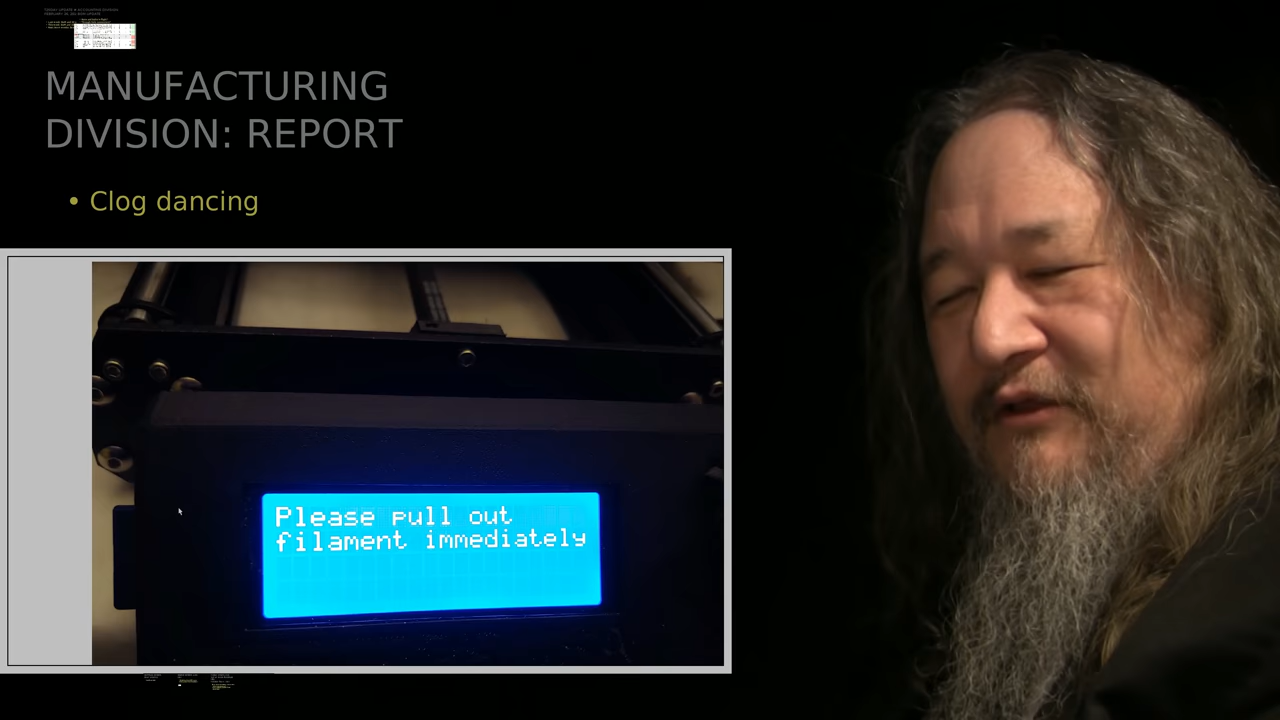 MANUFACTURING
DIVISION: REPORT
• Clog dancing
Please pull out
filament immediately